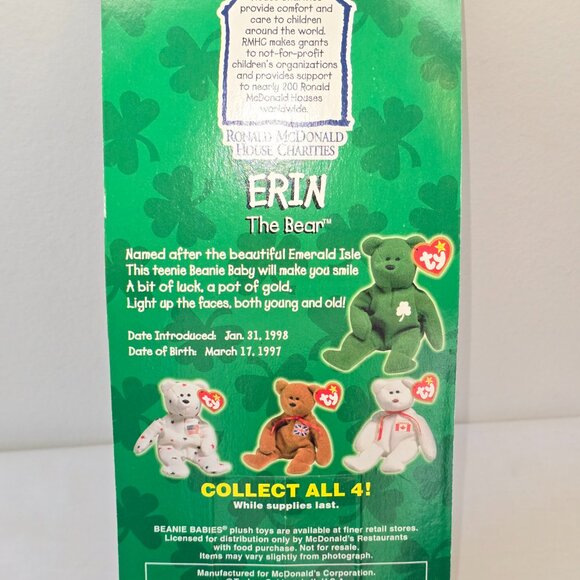 provide comfort and
care to children
around the world.
RMHC makes grants
to not-for-profit
children's organizations
and provides support
to nearly 200 Ronald
McDonald Houses
worldwide.
RONALD MCDONALD
HOUSE CHARITIES
ERIN
The Bear™
Named after the beautiful Emerald Isle
This teenie Beanie Baby will make you smile
A bit of luck, a pot of gold,
Light up the faces, both young and old!
Date Introduced: Jan. 31, 1998
Date of Birth: March 17, 1997
ty
ty
ty
ty
COLLECT ALL 4!
While supplies last.
BEANIE BABIES® plush toys are available at finer retail stores.
Licensed for distribution only by McDonald's Restaurants
with food purchase. Not for resale.
Items may vary slightly from photograph.
Manufactured for McDonald's Corporation.